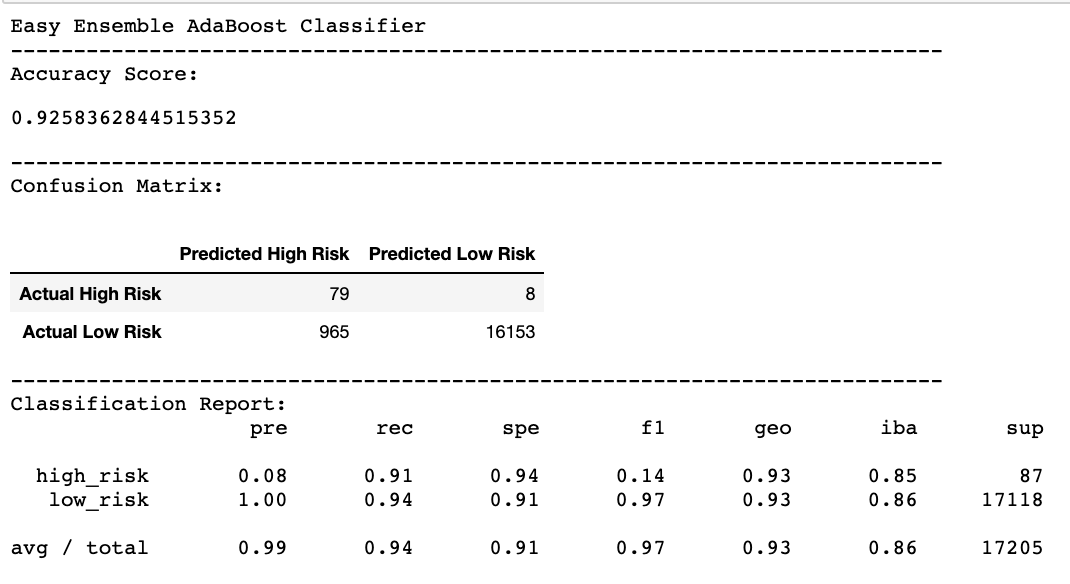 Easy Ensemble AdaBoost Classifier
--------------------------------------------------------------------------
Accuracy Score:
0.9258362844515352
--------------------------------------------------------------------------
Confusion Matrix:
Predicted High Risk Predicted Low Risk
Actual High Risk 79 8
Actual Low Risk 965 16153
--------------------------------------------------------------------------
Classification Report:
pre rec spe f1 geo iba sup
high_risk 0.08 0.91 0.94 0.14 0.93 0.85 87
low_risk 1.00 0.94 0.91 0.97 0.93 0.86 17118
avg / total 0.99 0.94 0.91 0.97 0.93 0.86 17205